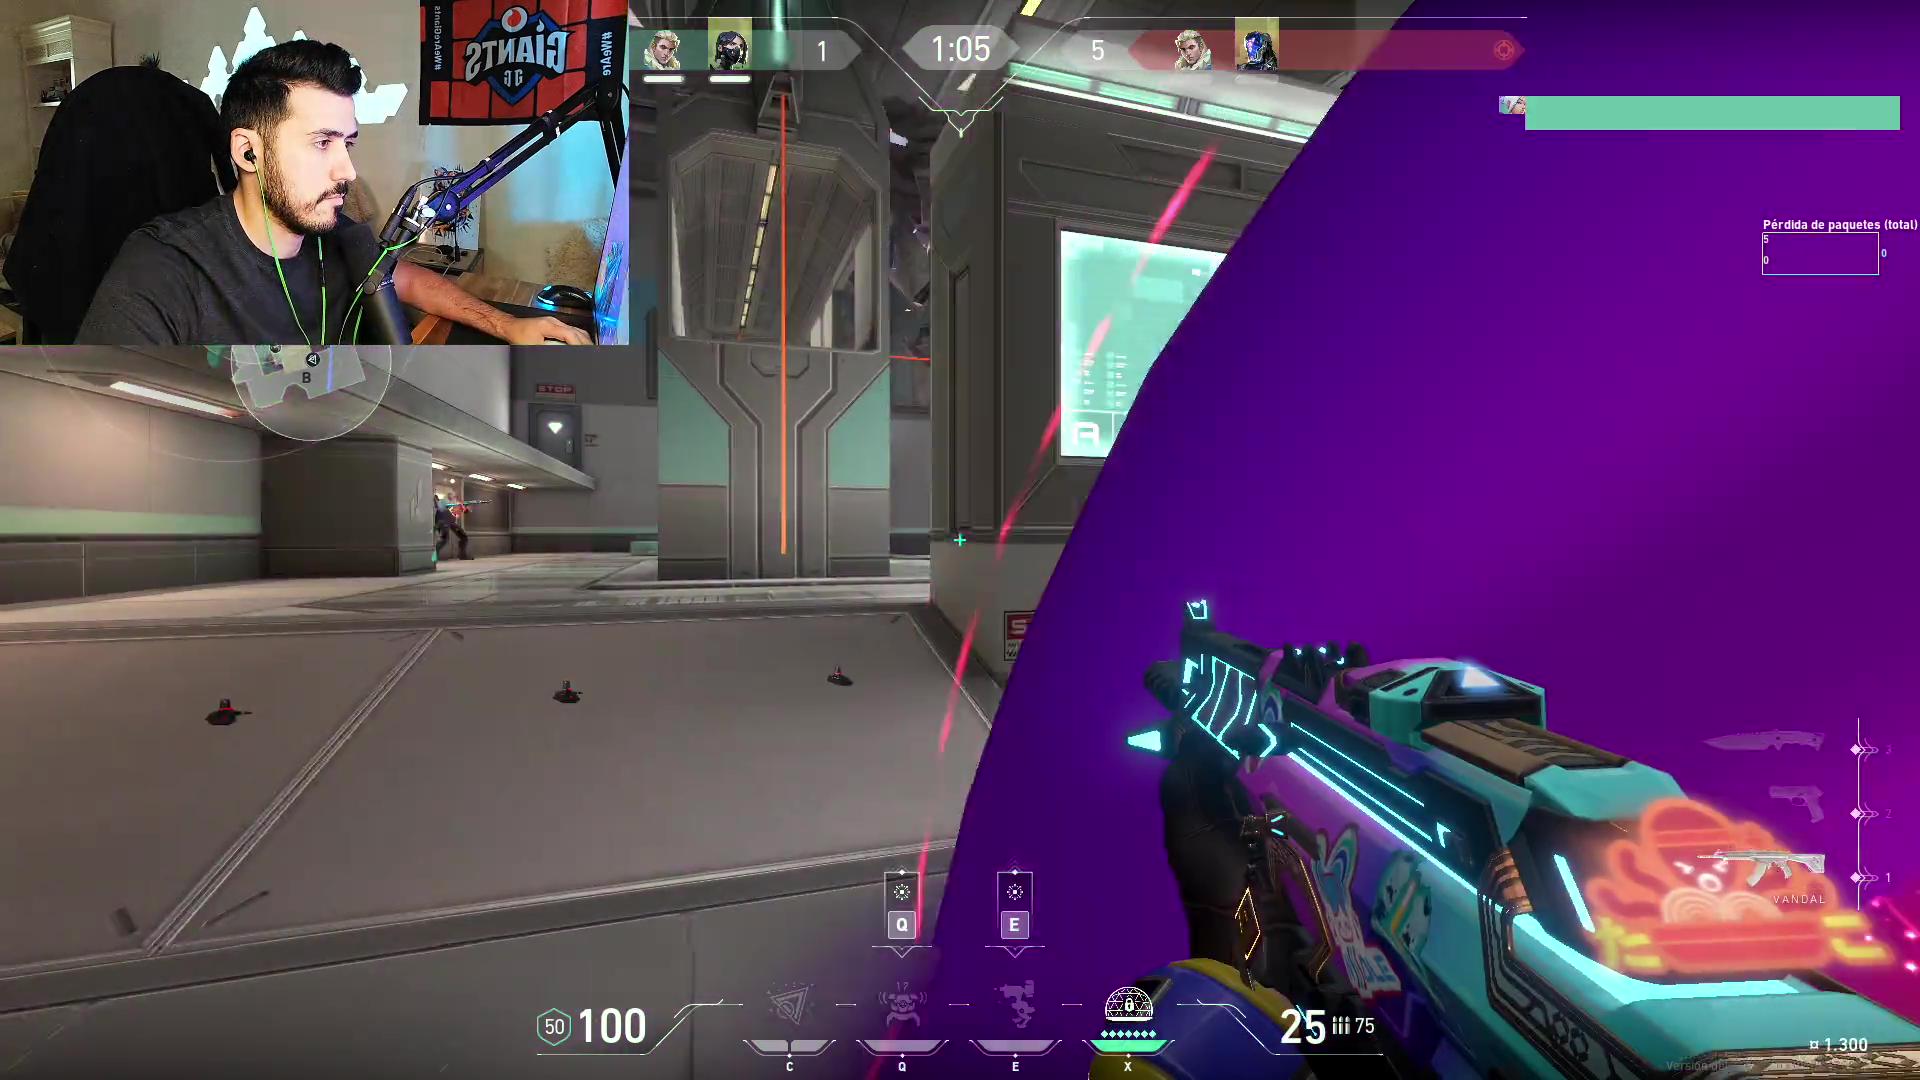 #WeAreGiants
GIANTS
#WeAre
1
1:05
5
Pérdida de paquetes (total)
5
0
0
B
STOP
A
3
2
1
VANDAL
Q
E
50
100
25
75
C
Q
E
X
¤ 1.300